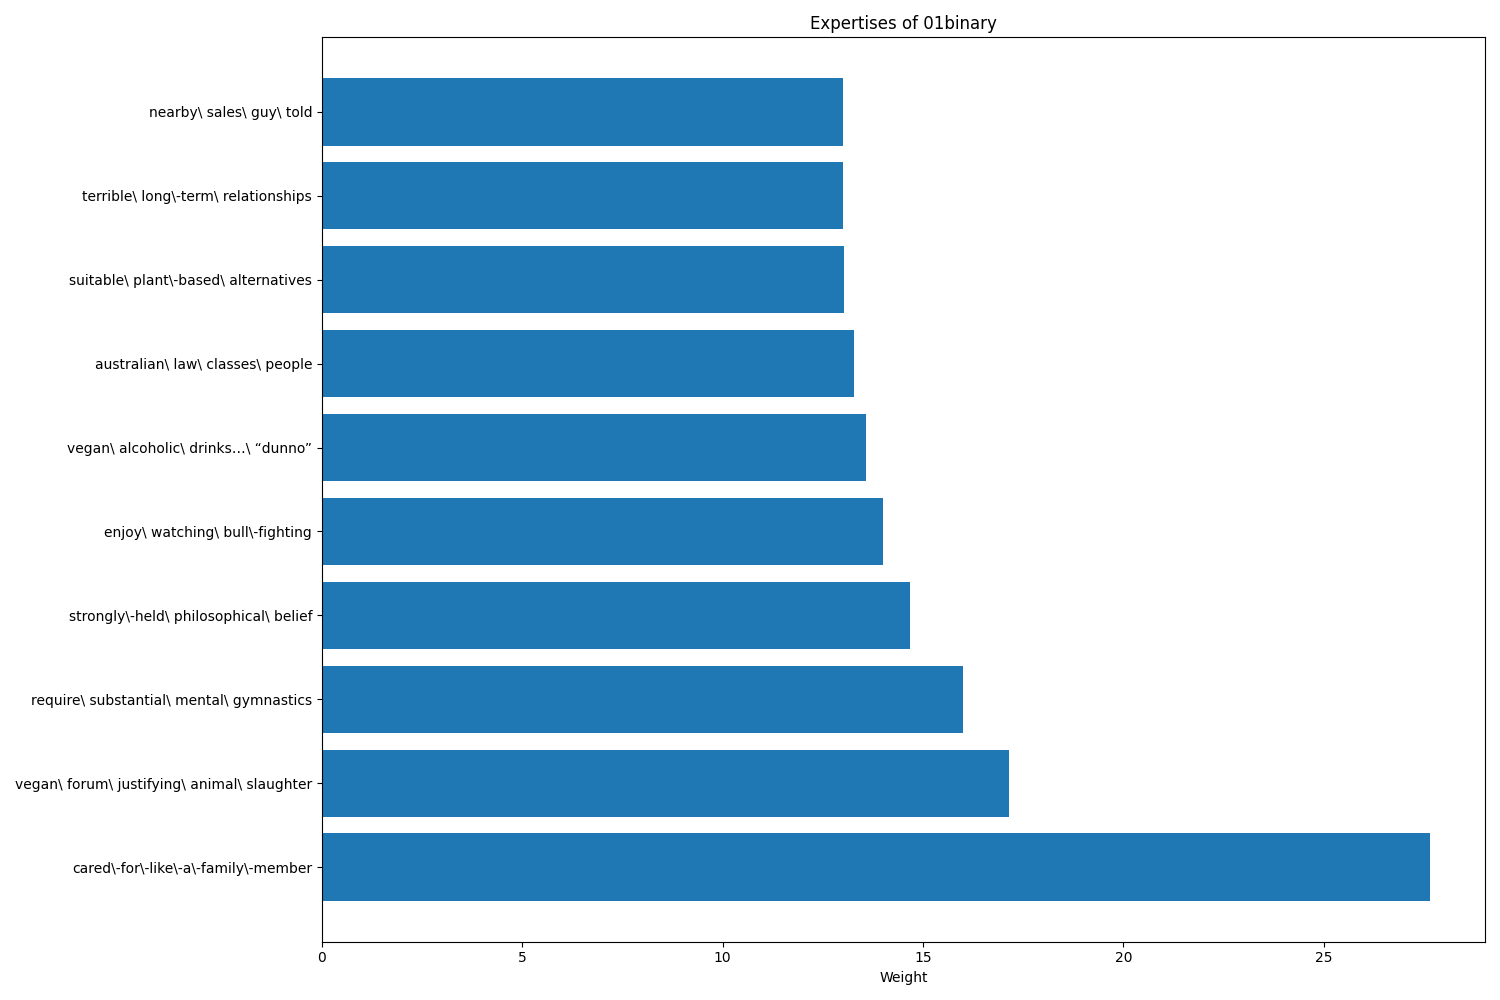 Expertises of 01binary
nearby\ sales\ guy\ told
terrible\ long\-term\ relationships
suitable\ plant\-based\ alternatives
australian\ law\ classes\ people
vegan\ alcoholic\ drinks…\ “dunno”
enjoy\ watching\ bull\-fighting
strongly\-held\ philosophical\ belief
require\ substantial\ mental\ gymnastics
vegan\ forum\ justifying\ animal\ slaughter
cared\-for\-like\-a\-family\-member
0 5 10 15 20 25
Weight